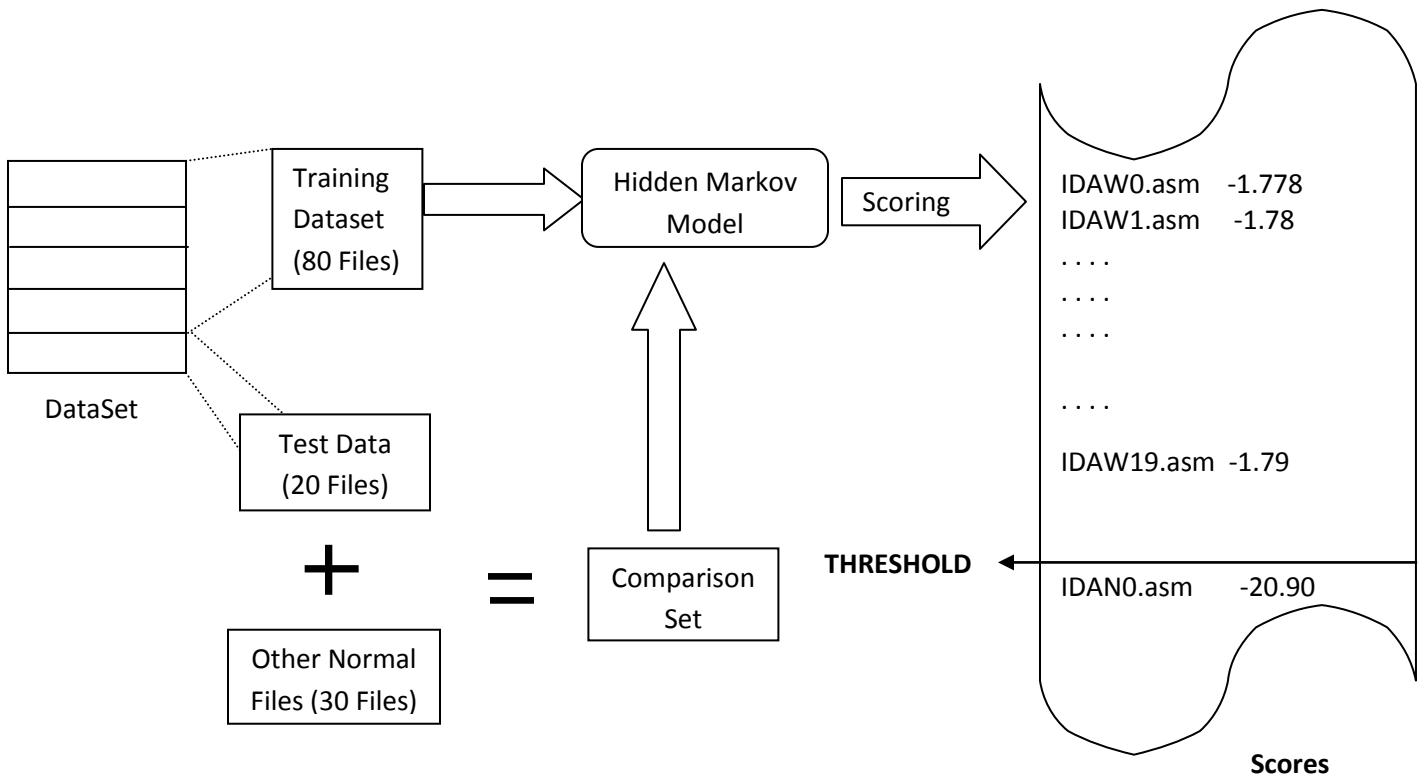 Training
Dataset
(80 Files)
Hidden Markov
Model
Scoring
IDAW0.asm -1.778
IDAW1.asm -1.78
. . . .
. . . .
. . . .
. . . .
IDAW19.asm -1.79
DataSet
Test Data
(20 Files)
+
=
Comparison
Set
THRESHOLD
IDAN0.asm -20.90
Other Normal
Files (30 Files)
Scores